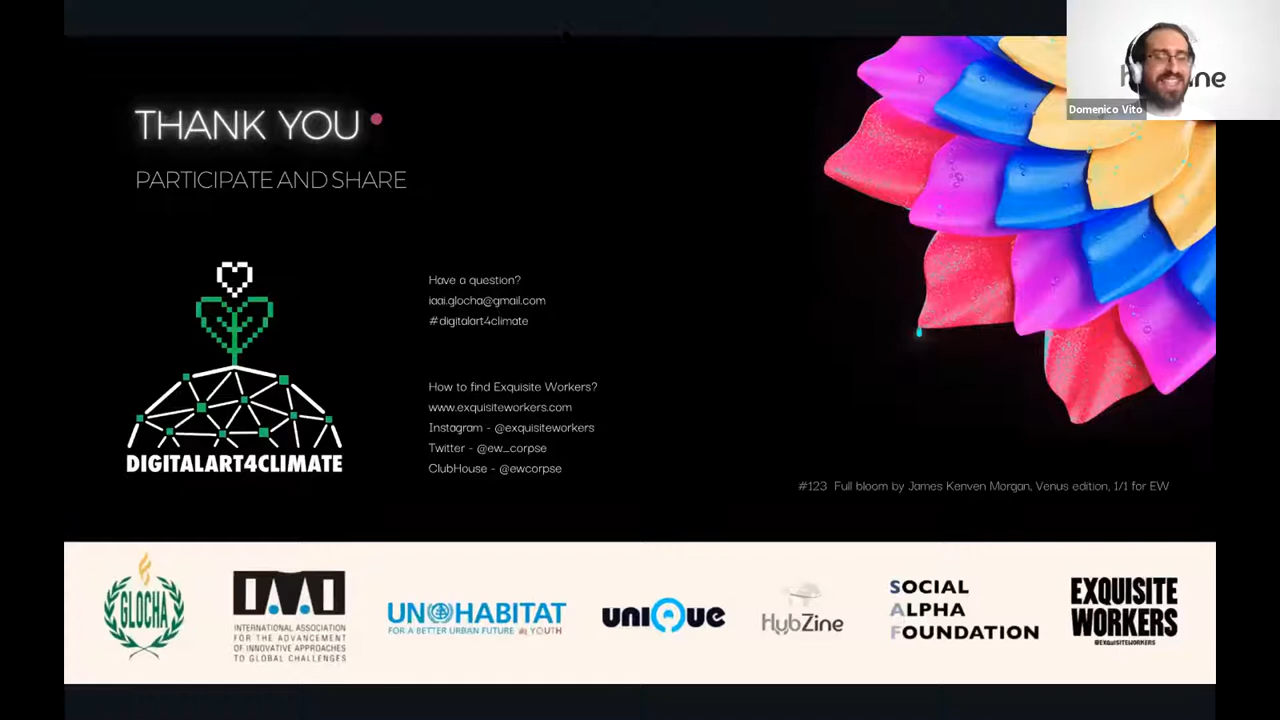 THANK YOU
PARTICIPATE AND SHARE
Domenico Vito
Have a question?
iaai.glocha@gmail.com
#digitalart4climate
How to find Exquisite Workers?
www.exquisiteworkers.com
Instagram - @exquisiteworkers
Twitter - @ew_corpse
ClubHouse - @ewcorpse
DIGITALART4CLIMATE
#123 Full bloom by James Kenven Morgan, Venus edition, 1/1 for EW
GLOCHA
IAAI
INTERNATIONAL ASSOCIATION
FOR THE ADVANCEMENT
OF INNOVATIVE APPROACHES
TO GLOBAL CHALLENGES
UN HABITAT
FOR A BETTER URBAN FUTURE YOUTH
uniQue
HybZine
SOCIAL
ALPHA
FOUNDATION
EXQUISITE
WORKERS
@EXQUISITEWORKERS